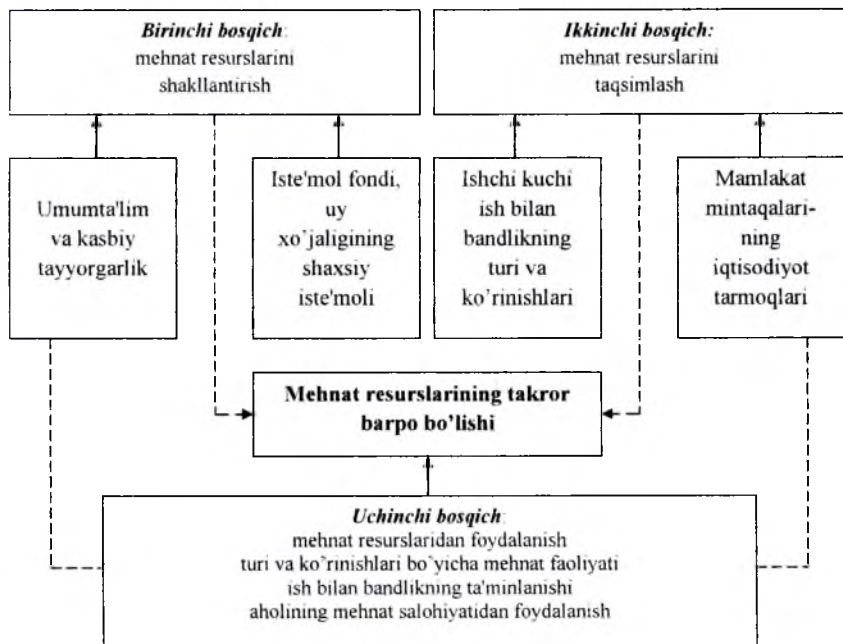 Birinchi bosqich:
mehnat resurslarini
shakllantirish
Ikkinchi bosqich:
mehnat resurslarini
taqsimlash
Umumta'lim
va kasbiy
tayyorgarlik
Iste'mol fondi,
uy
xo`jaligining
shaxsiy
iste'moli
Ishchi kuchi
ish bilan
bandlikning
turi va
ko`rinishlari
Mamlakat
mintaqalari-
ning
iqtisodiyot
tarmoqlari
Mehnat resurslarining takror
barpo bo`lishi
Uchinchi bosqich:
mehnat resurslaridan foydalanish
turi va ko`rinishlari bo`yicha mehnat faoliyati
ish bilan bandlikning ta'minlanishi
aholining mehnat salohiyatidan foydalanish